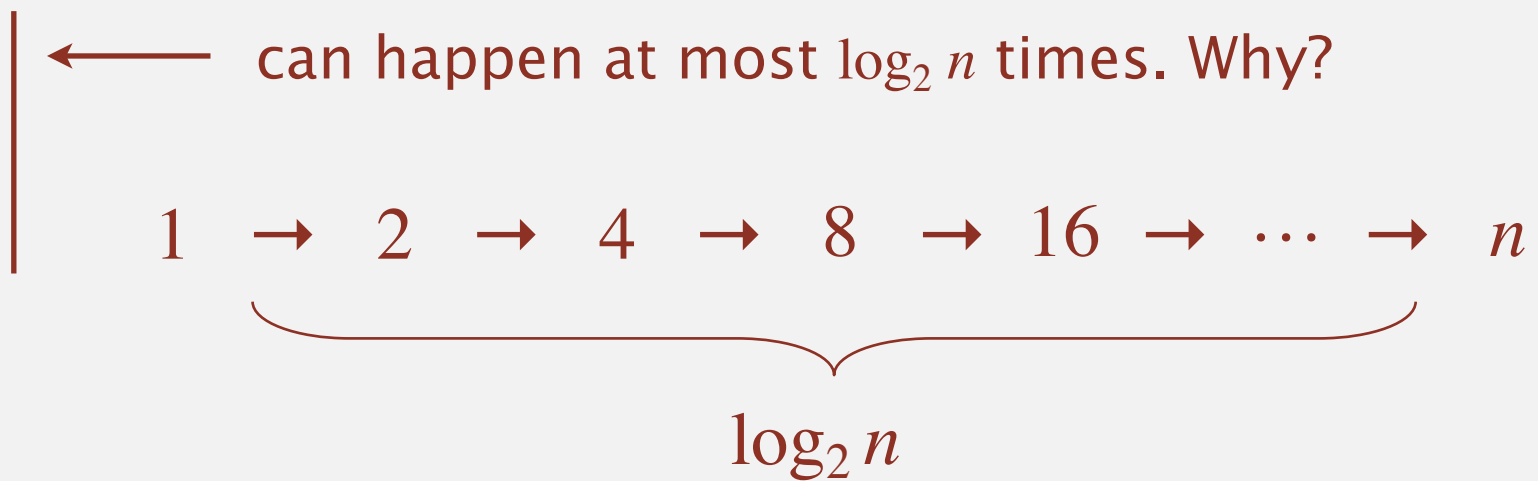 ← can happen at most log₂ n times. Why?
1 → 2 → 4 → 8 → 16 → ⋯ → n
log₂ n